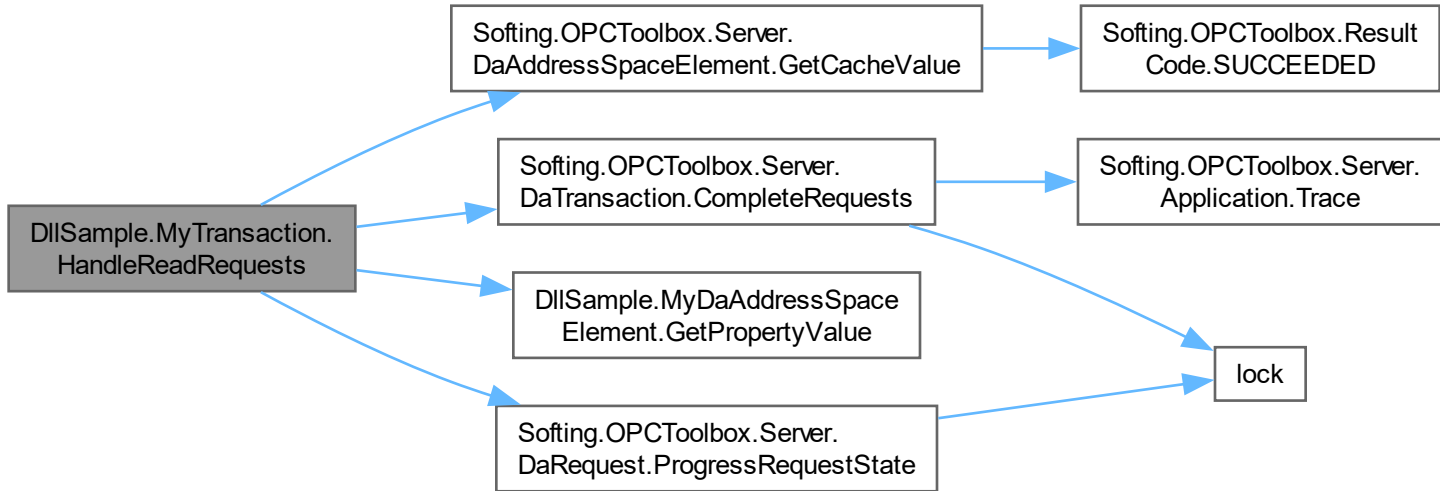 DllSample.MyTransaction.
HandleReadRequests
Softing.OPCToolbox.Server.
DaAddressSpaceElement.GetCacheValue
Softing.OPCToolbox.Result
Code.SUCCEEDED
Softing.OPCToolbox.Server.
DaTransaction.CompleteRequests
Softing.OPCToolbox.Server.
Application.Trace
DllSample.MyDaAddressSpace
Element.GetPropertyValue
lock
Softing.OPCToolbox.Server.
DaRequest.ProgressRequestState